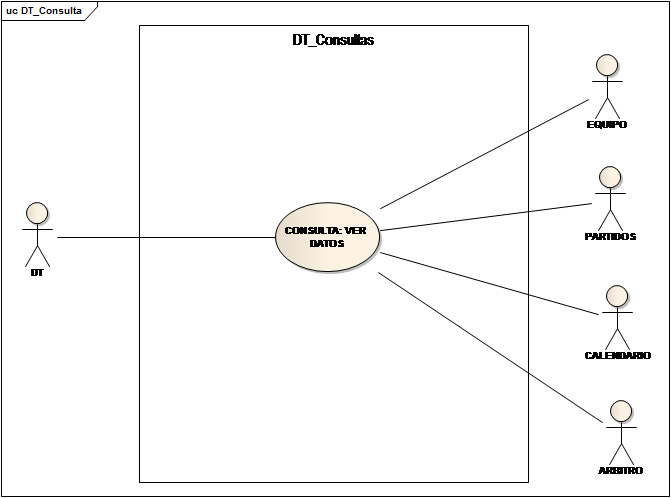 uc DT_Consulta
DT_Consultas
EQUIPO
CONSULTA: VER
DATOS
PARTIDOS
DT
CALENDARIO
ARBITRO